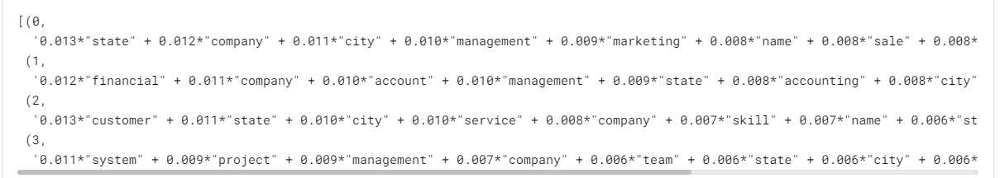 [(0,
'0.013*"state" + 0.012*"company" + 0.011*"city" + 0.010*"management" + 0.009*"marketing" + 0.008*"name" + 0.008*"sale" + 0.008*
(1,
'0.012*"financial" + 0.011*"company" + 0.010*"account" + 0.010*"management" + 0.009*"state" + 0.008*"accounting" + 0.008*"city"
(2,
'0.013*"customer" + 0.011*"state" + 0.010*"city" + 0.010*"service" + 0.008*"company" + 0.007*"skill" + 0.007*"name" + 0.006*"st
(3,
'0.011*"system" + 0.009*"project" + 0.009*"management" + 0.007*"company" + 0.006*"team" + 0.006*"state" + 0.006*"city" + 0.006*